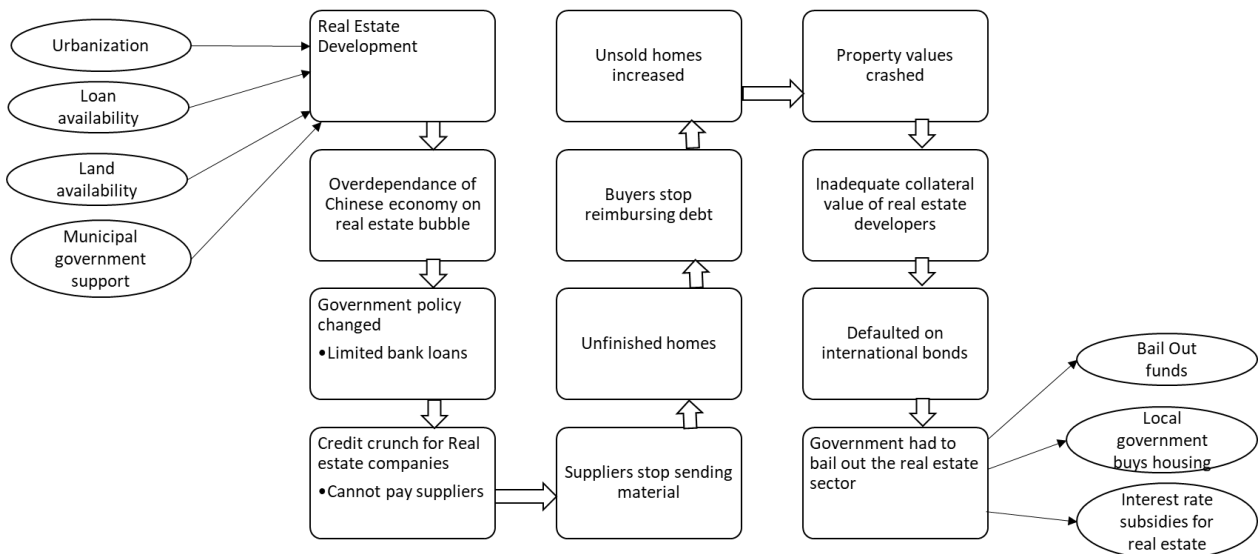 Urbanization
Loan
availability
Land
availability
Municipal
government
support
Real Estate
Development
Overdependance of
Chinese economy on
real estate bubble
Government policy
changed
•Limited bank loans
Credit crunch for Real
estate companies
•Cannot pay suppliers
Suppliers stop sending
material
Unfinished homes
Buyers stop
reimbursing debt
Unsold homes
increased
Property values
crashed
Inadequate collateral
value of real estate
developers
Defaulted on
international bonds
Government had to
bail out the real estate
sector
Bail Out
funds
Local
government
buys housing
Interest rate
subsidies for
real estate